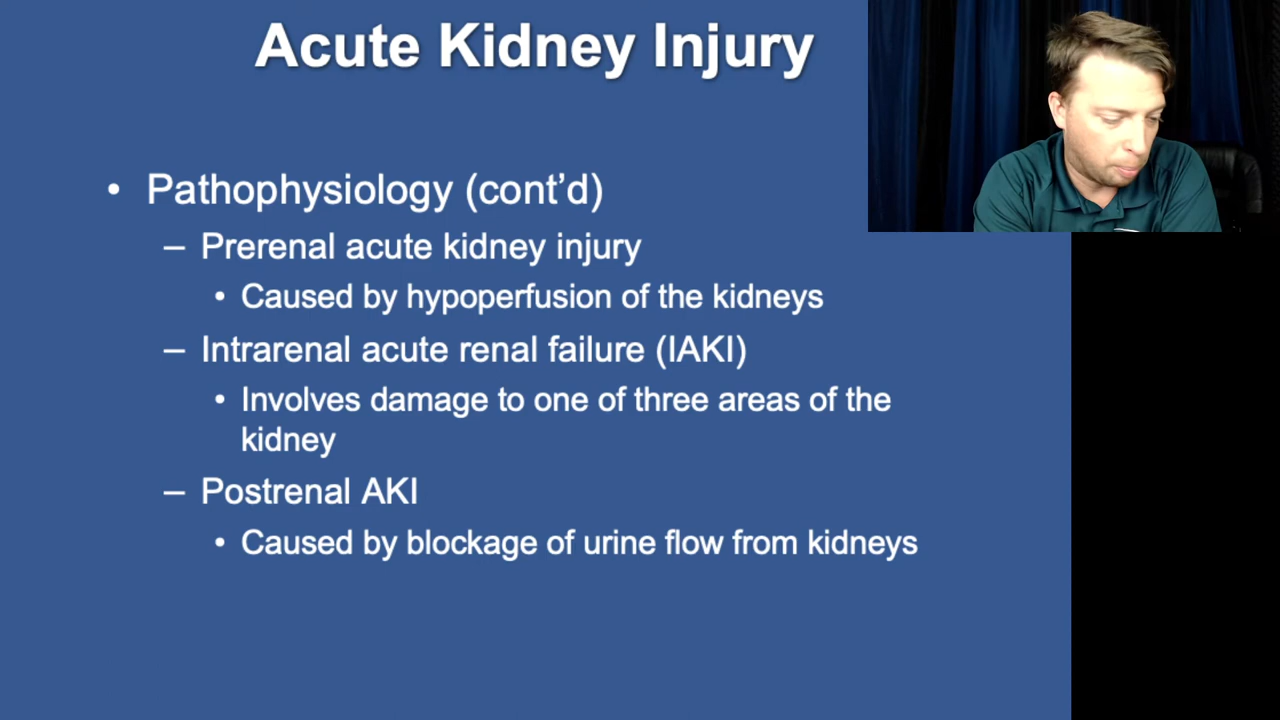 Acute Kidney Injury
• Pathophysiology (cont’d)
– Prerenal acute kidney injury
• Caused by hypoperfusion of the kidneys
– Intrarenal acute renal failure (IAKI)
• Involves damage to one of three areas of the
kidney
– Postrenal AKI
• Caused by blockage of urine flow from kidneys